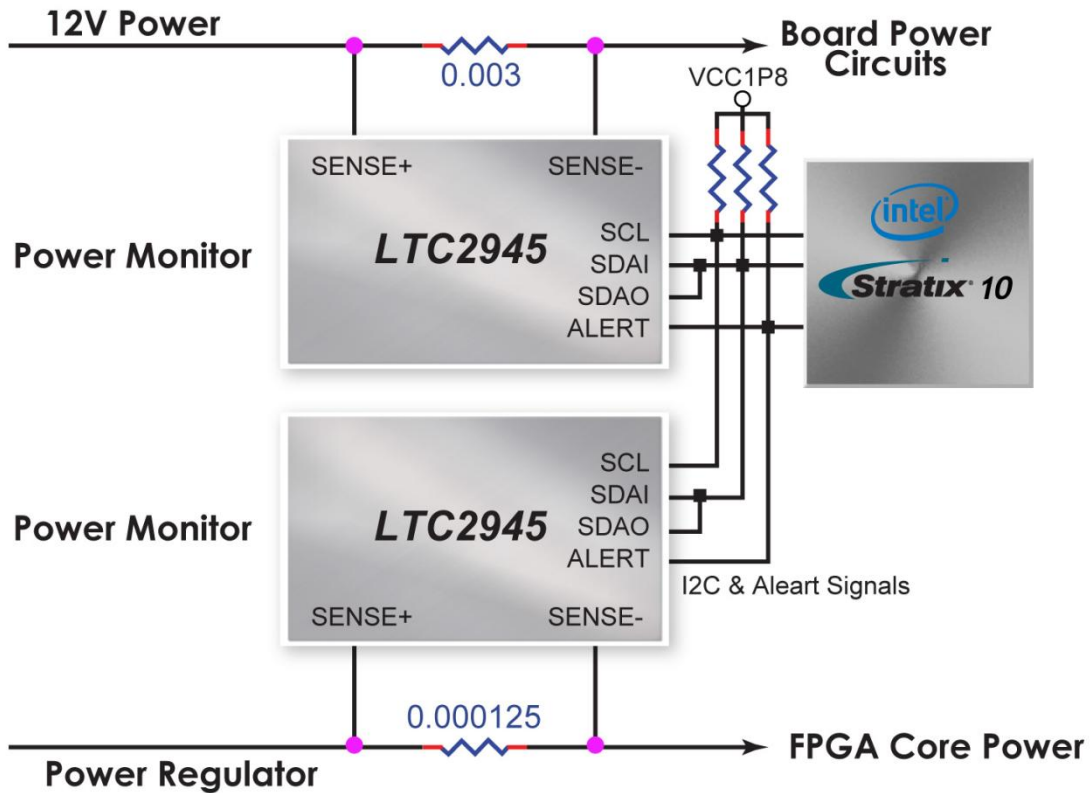 12V Power
0.003
Board Power
Circuits
VCC1P8
SENSE+
SENSE-
SCL
SDAI
SDAO
ALERT
LTC2945
Power Monitor
intel
Stratix® 10
SCL
SDAI
SDAO
ALERT
LTC2945
Power Monitor
I2C & Aleart Signals
SENSE+
SENSE-
0.000125
Power Regulator
FPGA Core Power